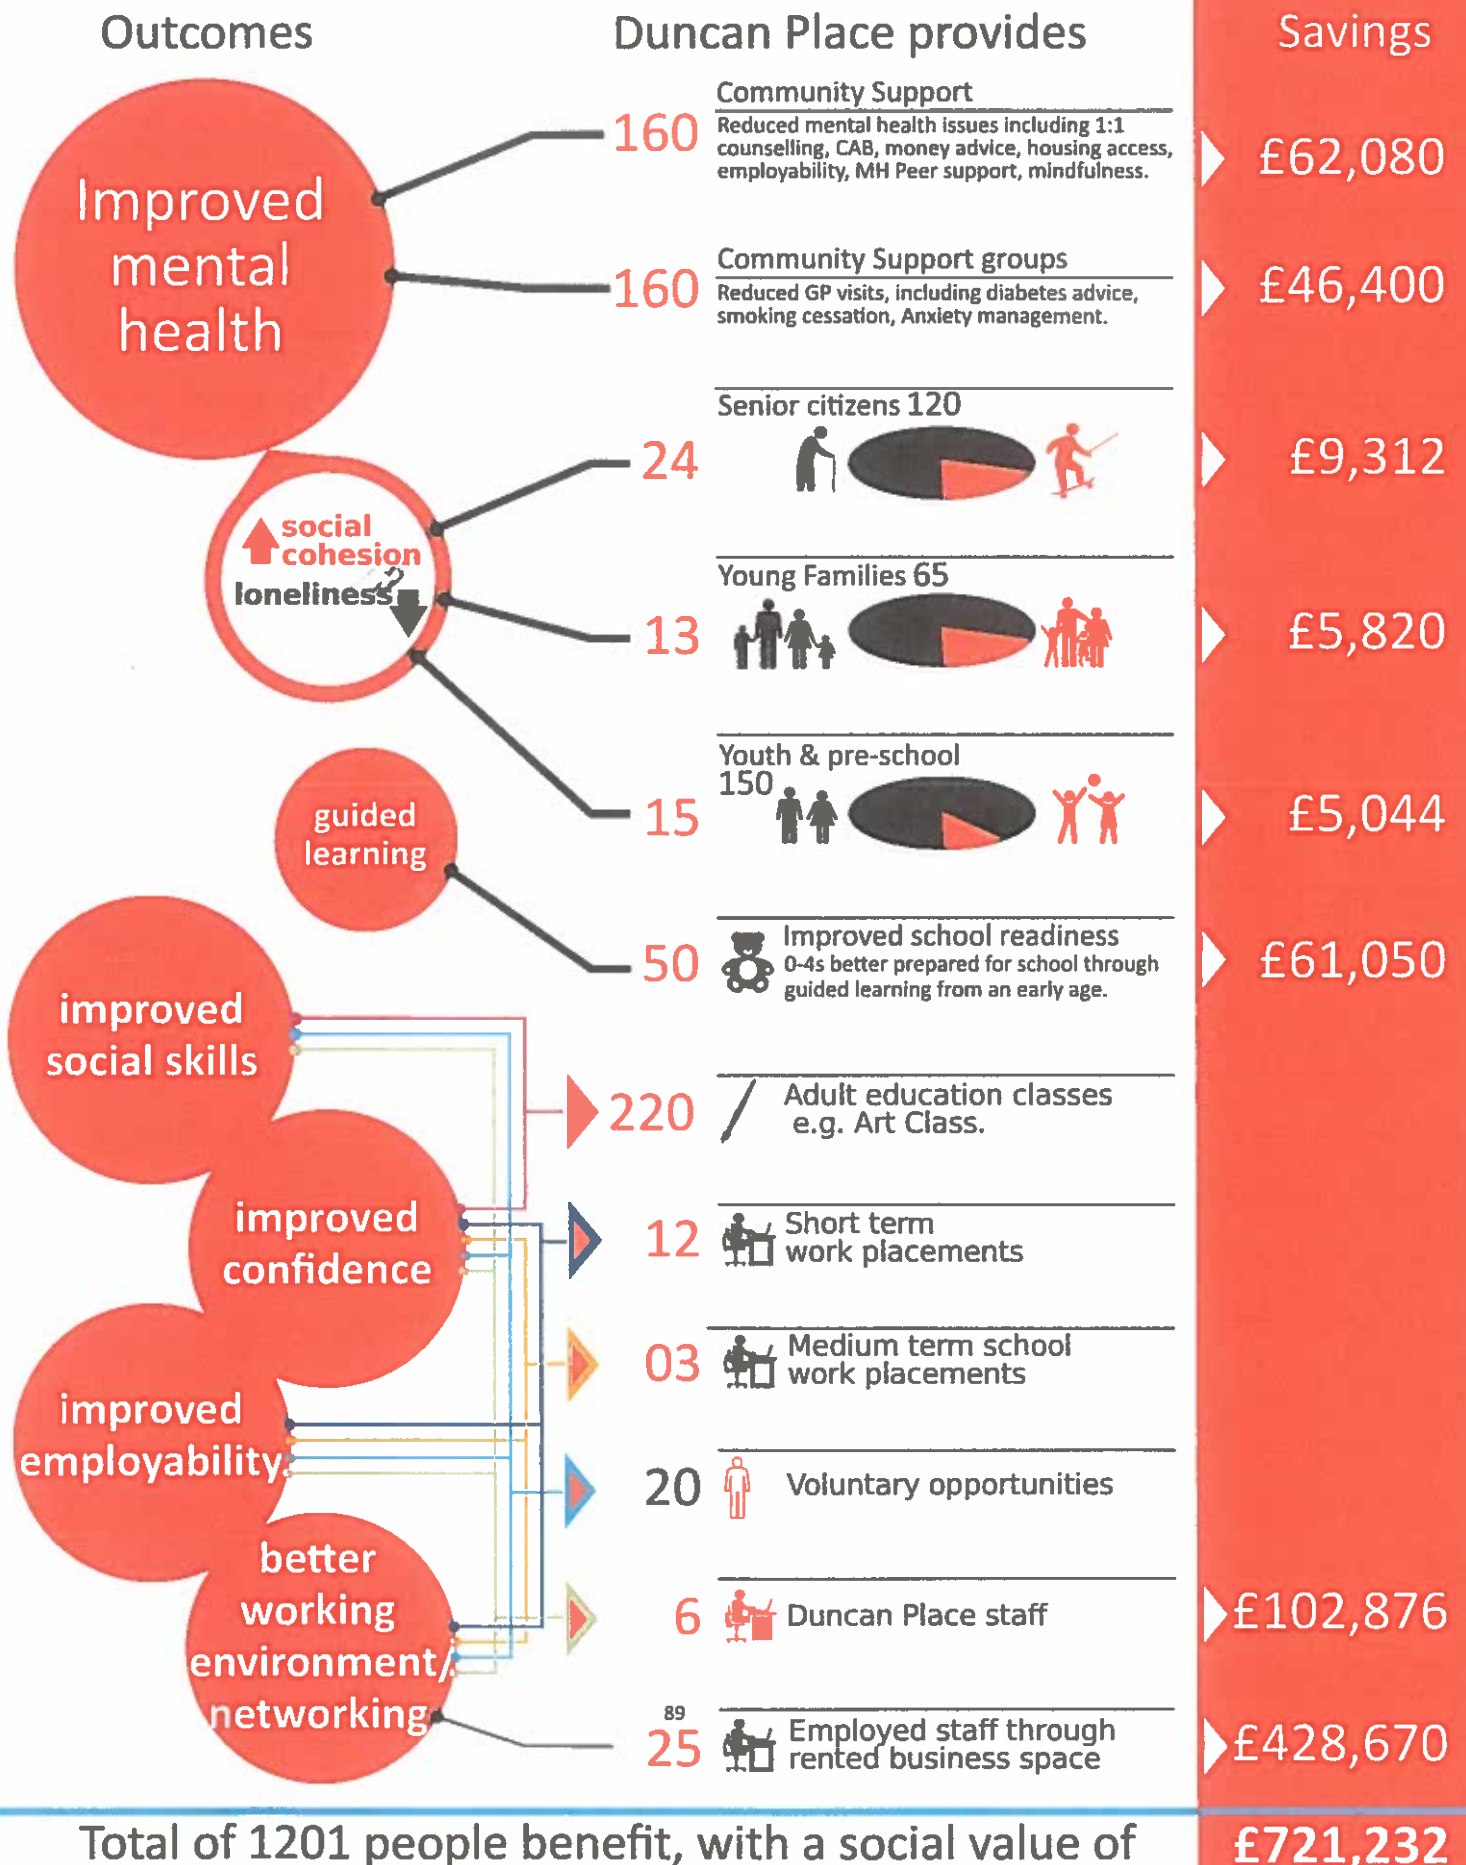 Outcomes
Duncan Place provides
Savings
Improved
mental
health
160
Community Support
Reduced mental health issues including 1:1
counselling, CAB, money advice, housing access,
employability, MH Peer support, mindfulness.
£62,080
160
Community Support groups
Reduced GP visits, including diabetes advice,
smoking cessation, Anxiety management.
£46,400
social
cohesion
loneliness
24
Senior citizens 120
£9,312
13
Young Families 65
£5,820
15
Youth & pre-school
150
£5,044
guided
learning
50
Improved school readiness
0-4s better prepared for school through
guided learning from an early age.
£61,050
improved
social skills
220
Adult education classes
e.g. Art Class.
improved
confidence
12
Short term
work placements
03
Medium term school
work placements
improved
employability
20
Voluntary opportunities
better
working
environment/
networking
6
Duncan Place staff
£102,876
89
25
Employed staff through
rented business space
£428,670
Total of 1201 people benefit, with a social value of
£721,232